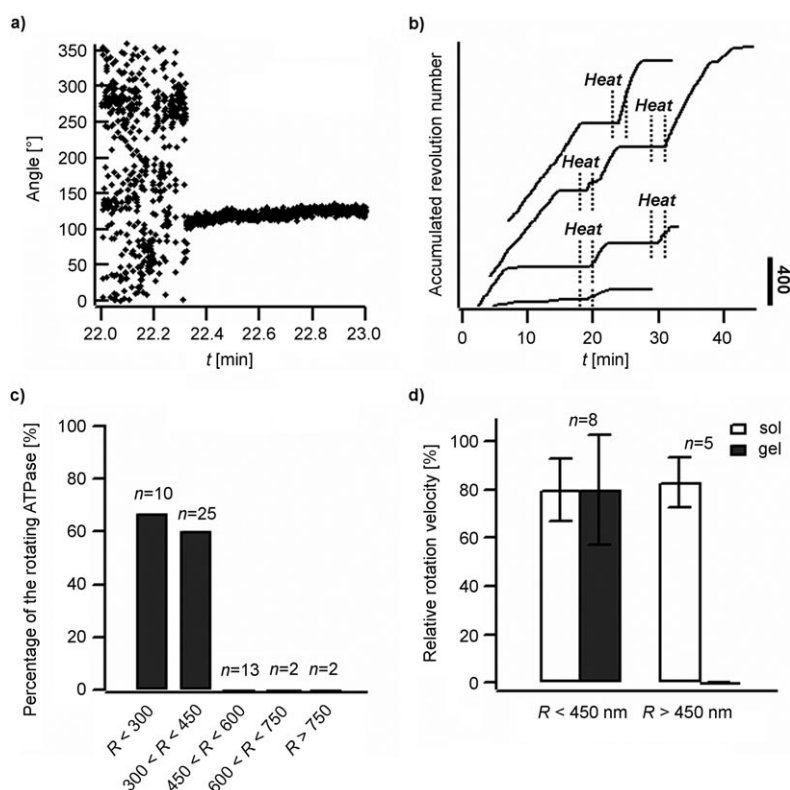 a)
Angle [°]
350
300
250
200
150
100
50
0
22.0 22.2 22.4 22.6 22.8 23.0
t [min]
b)
Accumulated revolution number
Heat
Heat
Heat
Heat
Heat
400
0 10 20 30 40
t [min]
c)
Percentage of the rotating ATPase [%]
100
80
60
40
20
0
n=10
n=25
n=13
n=2
n=2
R < 300
300 < R < 450
450 < R < 600
600 < R < 750
R > 750
d)
Relative rotation velocity [%]
100
80
60
40
20
0
n=8
n=5
sol
gel
R < 450 nm
R > 450 nm